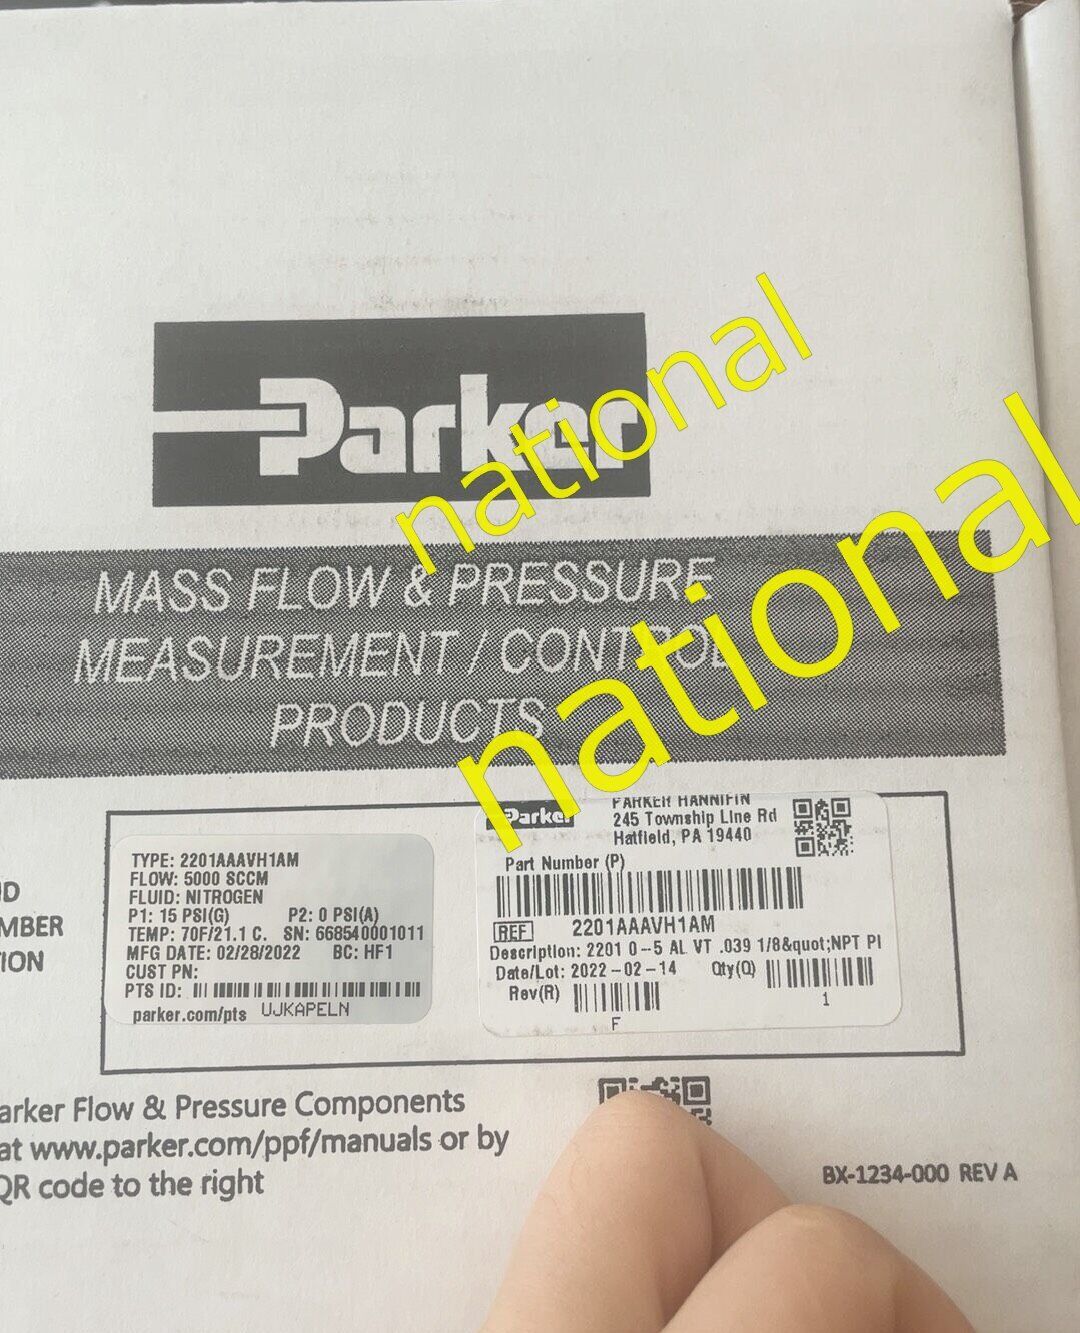 Parker
national
national
MASS FLOW & PRESSURE
MEASUREMENT / CONTROL
PRODUCTS
TYPE: 2201AAAVH1AM
FLOW: 5000 SCCM
FLUID: NITROGEN
P1: 15 PSI(G) P2: 0 PSI(A)
TEMP: 70F/21.1 C. SN: 668540001011
MFG DATE: 02/28/2022 BC: HF1
CUST PN:
PTS ID:
parker.com/pts UJKAPELN
Parker
PARKER HANNIFIN
245 Township Line Rd
Hatfield, PA 19440
Part Number (P)
REF 2201AAAVH1AM
Description: 2201 0-5 AL VT .039 1/8&quot;NPT PI
Date/Lot: 2022-02-14 Qty(Q)
1
Rev(R)
F
D
MBER
ION
arker Flow & Pressure Components
at www.parker.com/ppf/manuals or by
QR code to the right
BX-1234-000 REV A